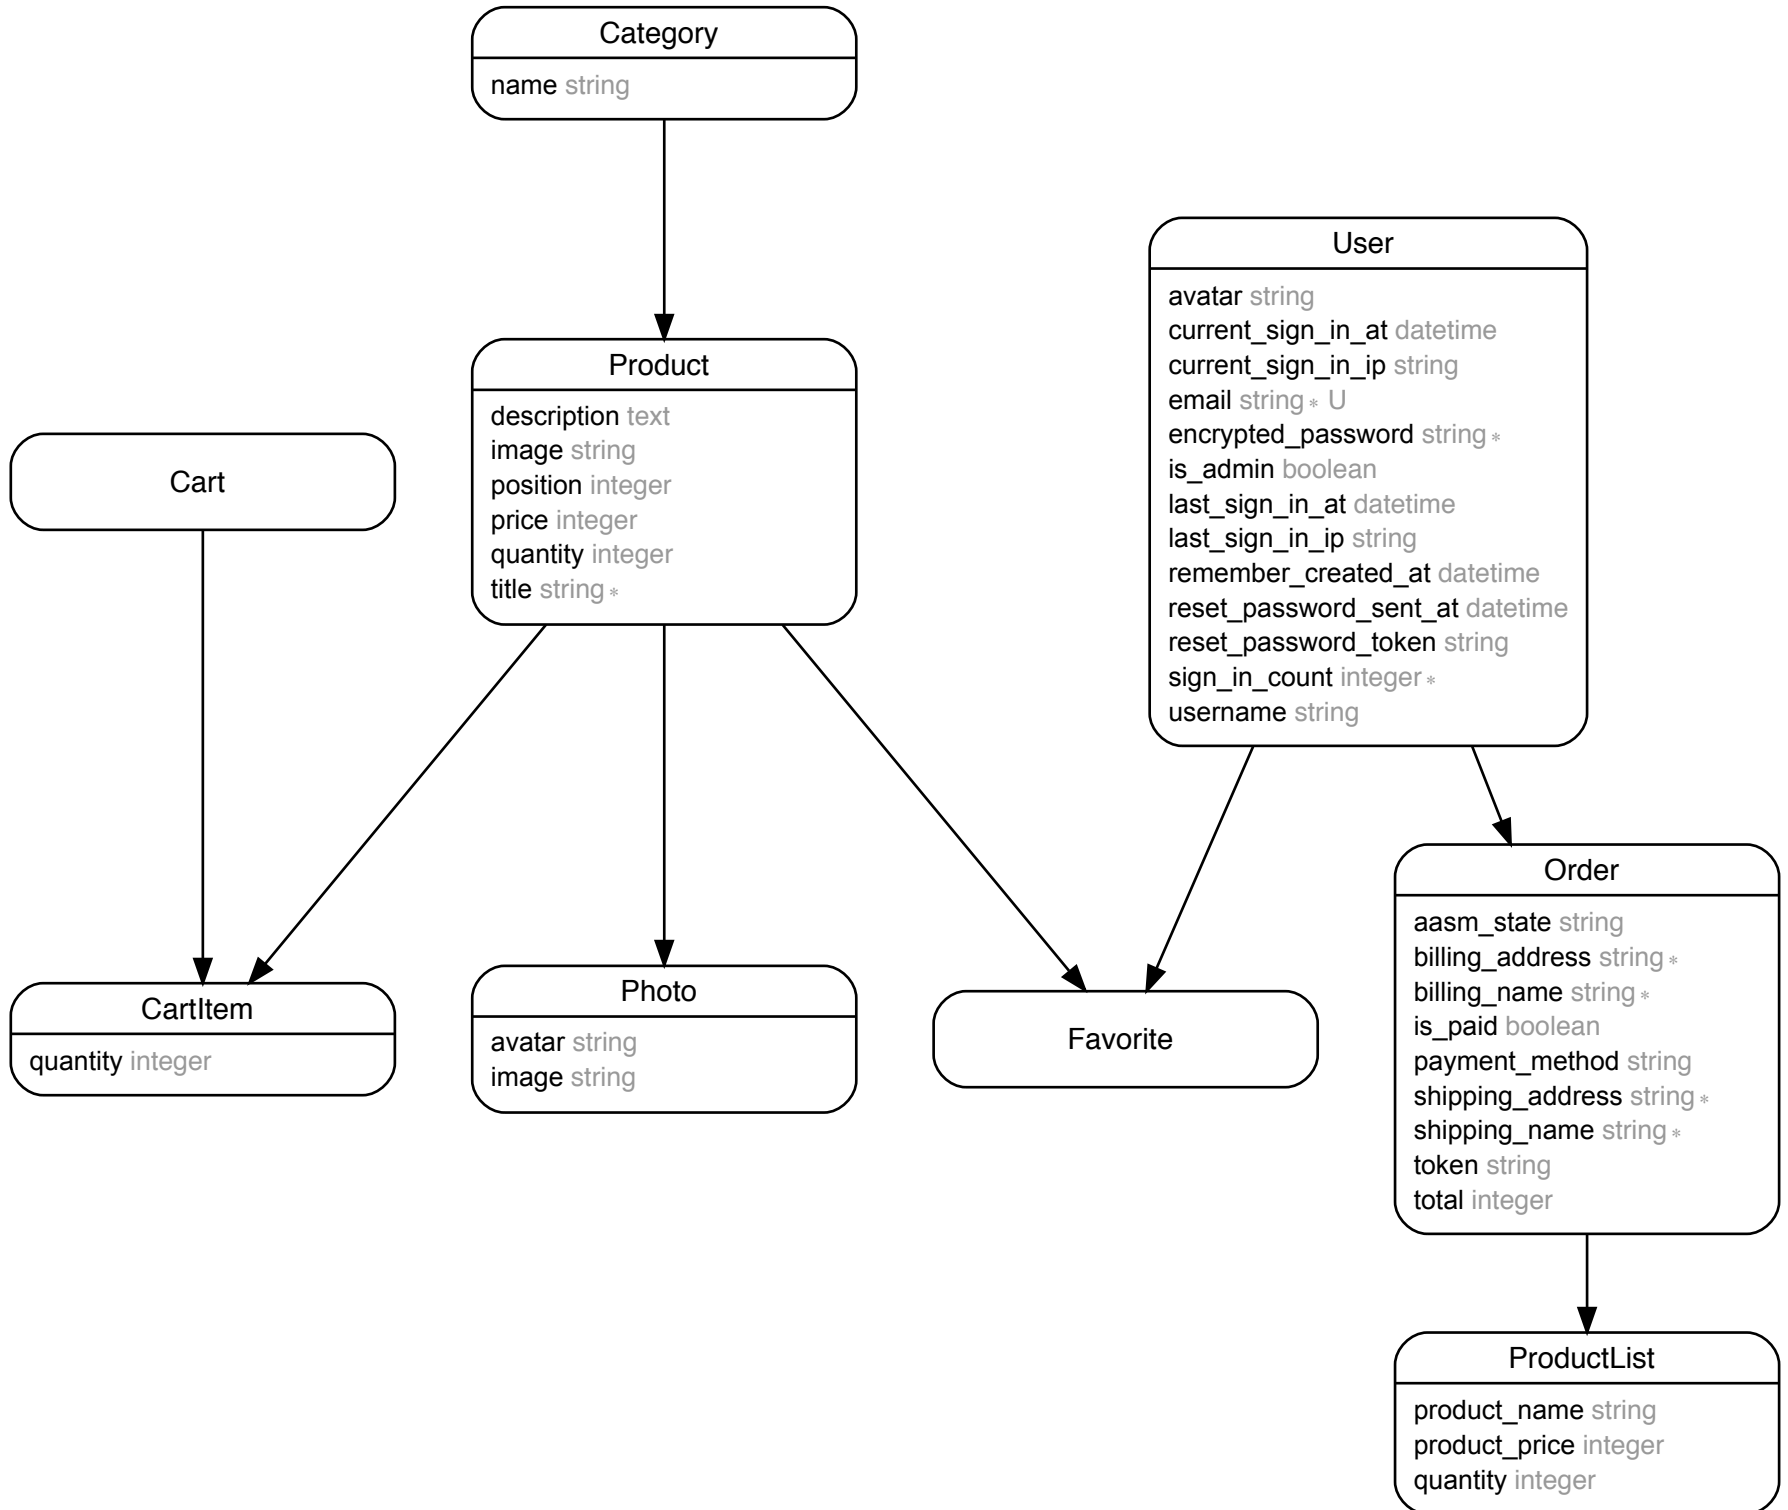 Category
name string
User
avatar string
current_sign_in_at datetime
current_sign_in_ip string
email string∗ U
encrypted_password string∗
is_admin boolean
last_sign_in_at datetime
last_sign_in_ip string
remember_created_at datetime
reset_password_sent_at datetime
reset_password_token string
sign_in_count integer∗
username string
Product
description text
image string
position integer
price integer
quantity integer
title string∗
Cart
Order
aasm_state string
billing_address string∗
billing_name string∗
is_paid boolean
payment_method string
shipping_address string∗
shipping_name string∗
token string
total integer
CartItem
quantity integer
Photo
avatar string
image string
Favorite
ProductList
product_name string
product_price integer
quantity integer